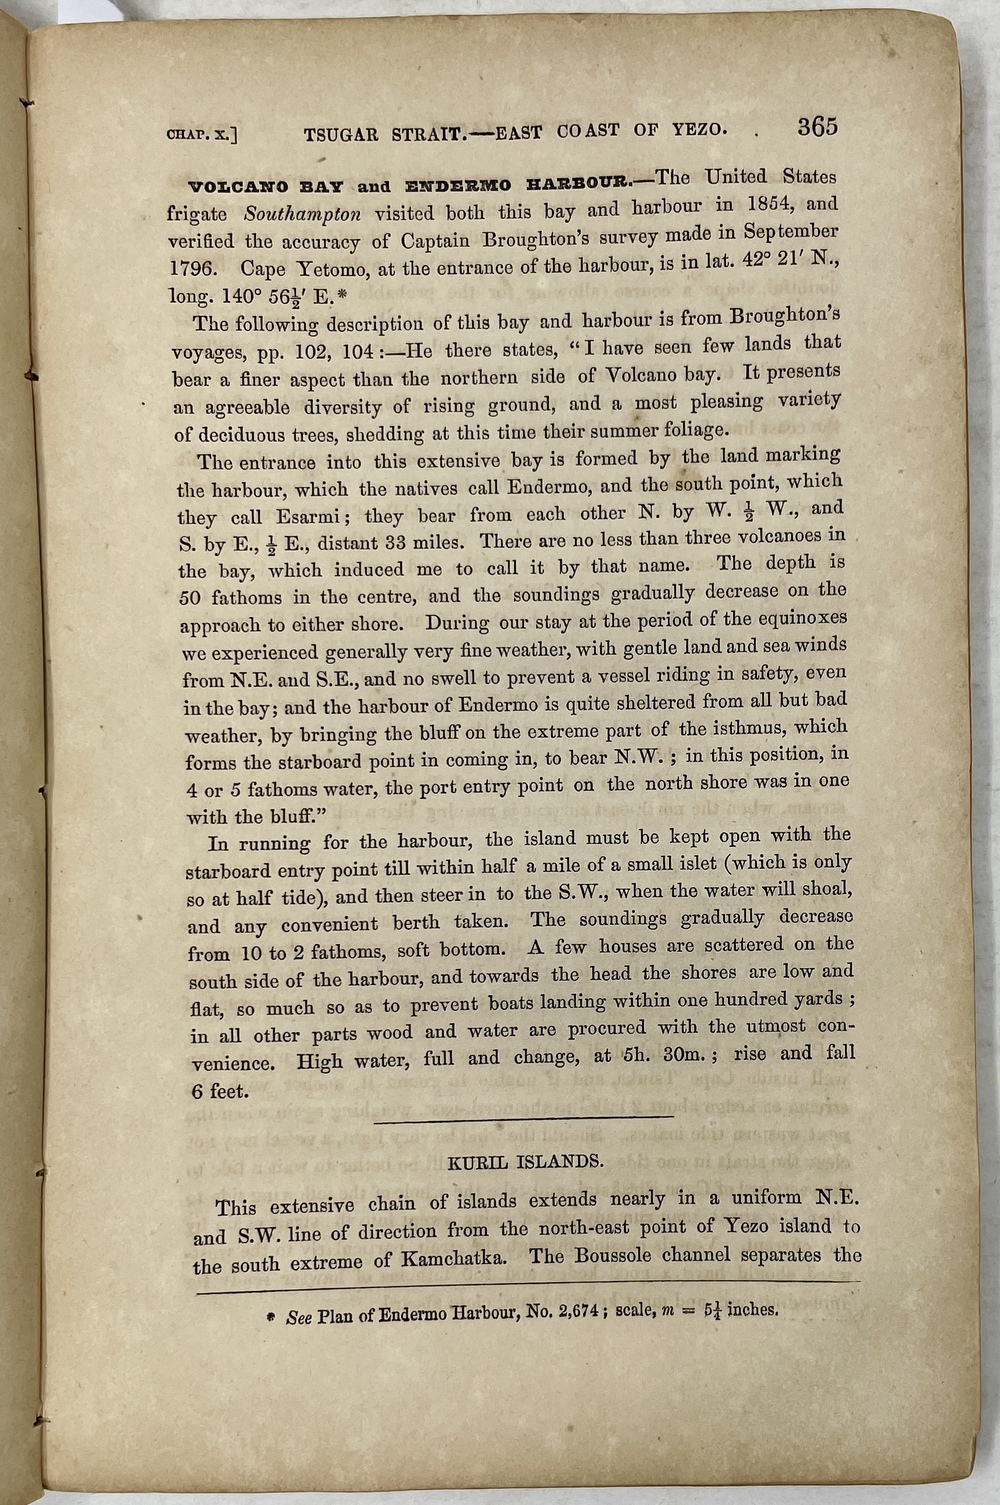 CHAP. X.] TSUGAR STRAIT.—EAST COAST OF YEZO. 365
VOLCANO BAY and ENDERMO HARBOUR.—The United States
frigate Southampton visited both this bay and harbour in 1854, and
verified the accuracy of Captain Broughton's survey made in September
1796. Cape Yetomo, at the entrance of the harbour, is in lat. 42° 21′ N.,
long. 140° 56½′ E.*
The following description of this bay and harbour is from Broughton's
voyages, pp. 102, 104:—He there states, "I have seen few lands that
bear a finer aspect than the northern side of Volcano bay. It presents
an agreeable diversity of rising ground, and a most pleasing variety
of deciduous trees, shedding at this time their summer foliage.
The entrance into this extensive bay is formed by the land marking
the harbour, which the natives call Endermo, and the south point, which
they call Esarmi; they bear from each other N. by W. ½ W., and
S. by E., ½ E., distant 33 miles. There are no less than three volcanoes in
the bay, which induced me to call it by that name. The depth is
50 fathoms in the centre, and the soundings gradually decrease on the
approach to either shore. During our stay at the period of the equinoxes
we experienced generally very fine weather, with gentle land and sea winds
from N.E. and S.E., and no swell to prevent a vessel riding in safety, even
in the bay; and the harbour of Endermo is quite sheltered from all but bad
weather, by bringing the bluff on the extreme part of the isthmus, which
forms the starboard point in coming in, to bear N.W.; in this position, in
4 or 5 fathoms water, the port entry point on the north shore was in one
with the bluff."
In running for the harbour, the island must be kept open with the
starboard entry point till within half a mile of a small islet (which is only
so at half tide), and then steer in to the S.W., when the water will shoal,
and any convenient berth taken. The soundings gradually decrease
from 10 to 2 fathoms, soft bottom. A few houses are scattered on the
south side of the harbour, and towards the head the shores are low and
flat, so much so as to prevent boats landing within one hundred yards;
in all other parts wood and water are procured with the utmost con-
venience. High water, full and change, at 5h. 30m.; rise and fall
6 feet.
KURIL ISLANDS.
This extensive chain of islands extends nearly in a uniform N.E.
and S.W. line of direction from the north-east point of Yezo island to
the south extreme of Kamchatka. The Boussole channel separates the
* See Plan of Endermo Harbour, No. 2,674; scale, m = 5¼ inches.